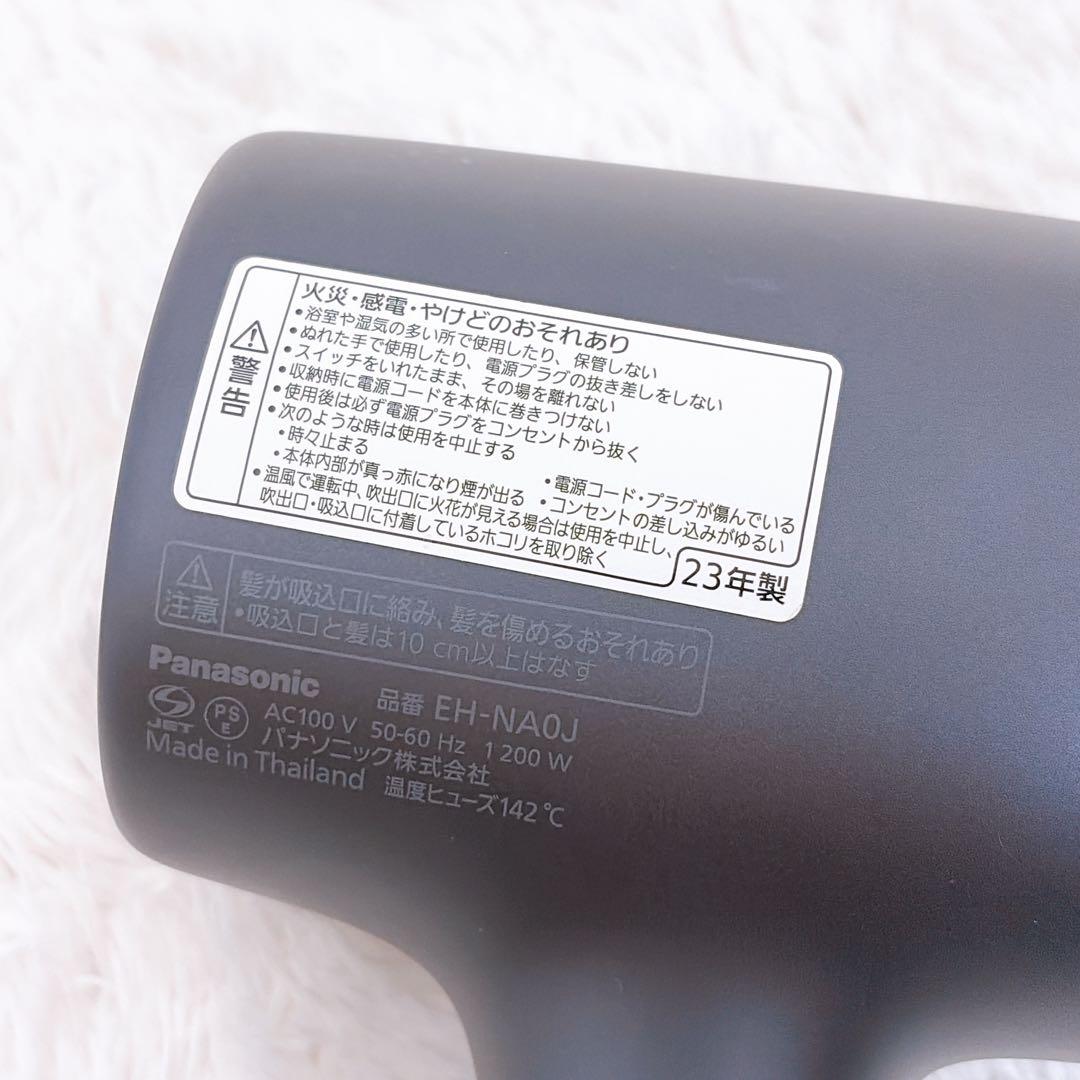 警告
火災・感電・やけどのおそれあり
•浴室や湿気の多い所で使用したり、保管しない
•ぬれた手で使用したり、電源プラグの抜き差しをしない
•スイッチをいれたまま、その場を離れない
•収納時に電源コードを本体に巻きつけない
•使用後は必ず電源プラグをコンセントから抜く
•次のような時は使用を中止する
•時々止まる
•電源コード・プラグが傷んでいる
•本体内部が真っ赤になり煙が出る
•コンセントの差し込みがゆるい
•温風で運転中、吹出口に火花が見える場合は使用を中止し、
吹出口・吸込口に付着しているホコリを取り除く
23年製
注意
髪が吸込口に絡み、髪を傷めるおそれあり
•吸込口と髪は10 cm以上はなす
Panasonic 品番 EH-NA0J
JET PS E AC100 V 50-60 Hz 1 200 W
パナソニック株式会社
Made in Thailand 温度ヒューズ142℃